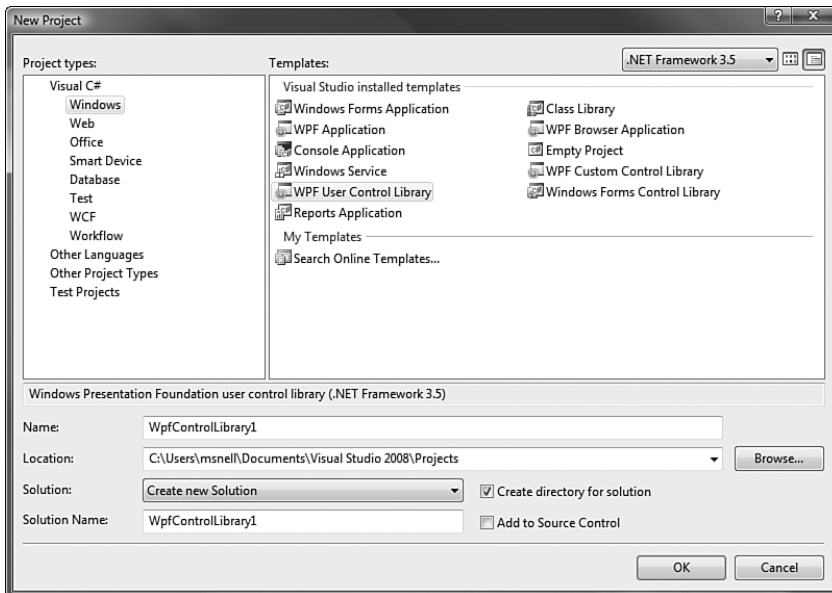 New Project
Project types:
Templates:
.NET Framework 3.5
Visual C#
Windows
Web
Office
Smart Device
Database
Test
WCF
Workflow
Other Languages
Other Project Types
Test Projects
Visual Studio installed templates
Windows Forms Application
WPF Application
Console Application
Windows Service
WPF User Control Library
Reports Application
Class Library
WPF Browser Application
Empty Project
WPF Custom Control Library
Windows Forms Control Library
My Templates
Search Online Templates...
Windows Presentation Foundation user control library (.NET Framework 3.5)
Name: WpfControlLibrary1
Location: C:\Users\msnell\Documents\Visual Studio 2008\Projects Browse...
Solution: Create new Solution Create directory for solution
Solution Name: WpfControlLibrary1 Add to Source Control
OK Cancel